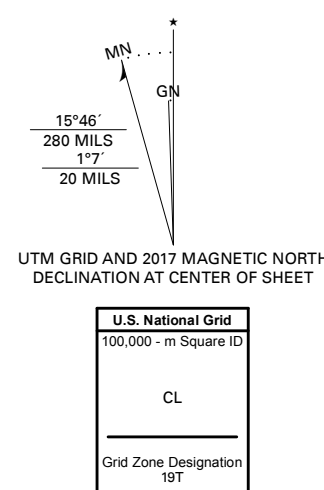 ★
MN
GN
15°46´
280 MILS
1°7´
20 MILS
UTM GRID AND 2017 MAGNETIC NORTH
DECLINATION AT CENTER OF SHEET
U.S. National Grid
100,000 - m Square ID
CL
Grid Zone Designation
19T